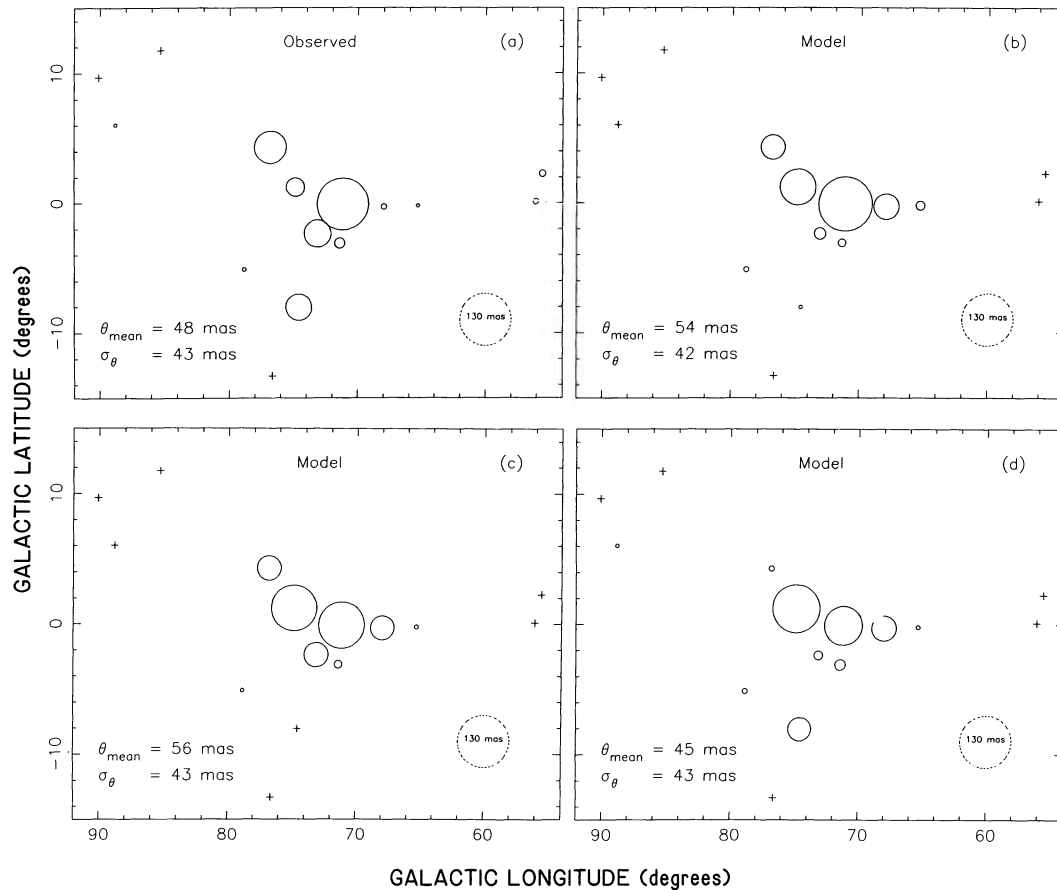 Observed (a)
θmean = 48 mas
σθ = 43 mas
130 mas
10
0
−10
Model (b)
θmean = 54 mas
σθ = 42 mas
130 mas
Model (c)
θmean = 56 mas
σθ = 43 mas
130 mas
10
0
−10
90 80 70 60
Model (d)
θmean = 45 mas
σθ = 43 mas
130 mas
90 80 70 60
GALACTIC LATITUDE (degrees)
GALACTIC LONGITUDE (degrees)